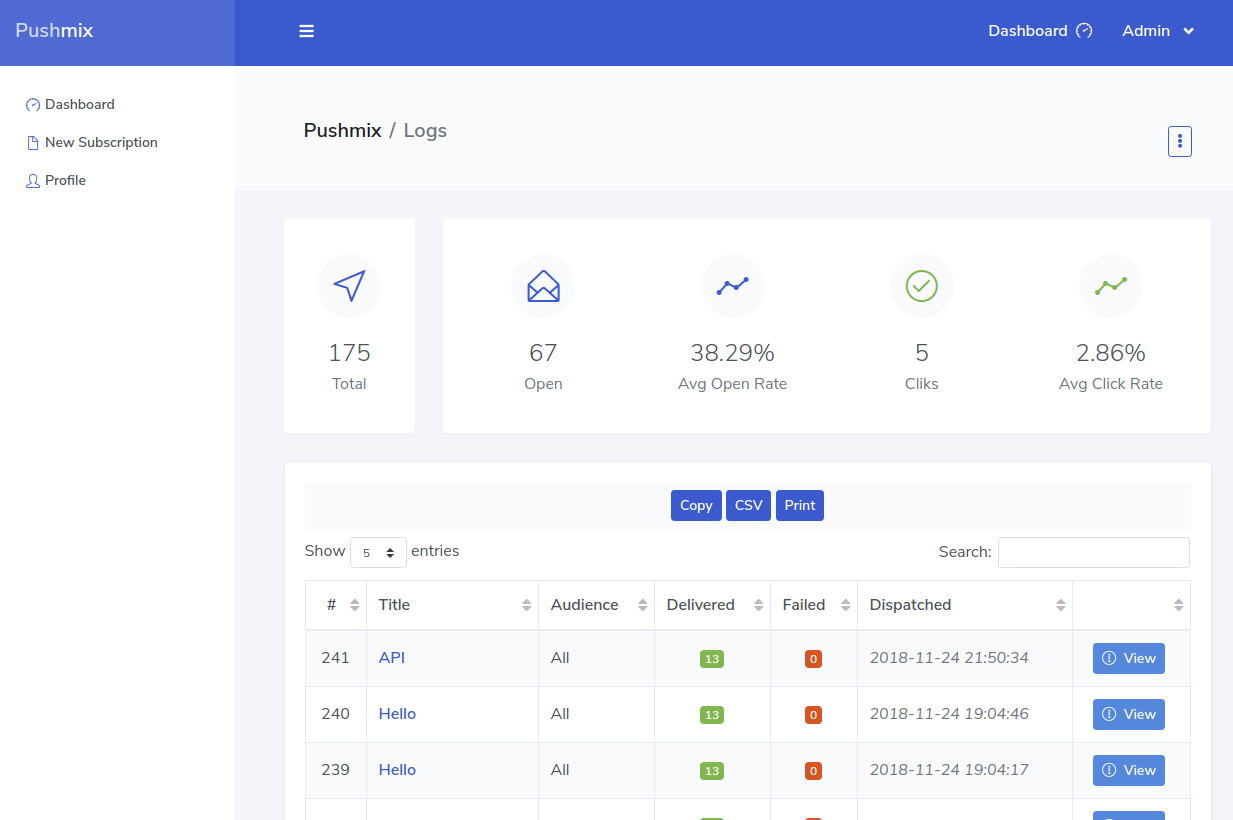 Pushmix
Dashboard
Admin
Dashboard
New Subscription
Profile
Pushmix / Logs
175
Total
67
Open
38.29%
Avg Open Rate
5
Cliks
2.86%
Avg Click Rate
Copy CSV Print
Show 5 entries
Search:
# Title Audience Delivered Failed Dispatched
241 API All 13 0 2018-11-24 21:50:34 View
240 Hello All 13 0 2018-11-24 19:04:46 View
239 Hello All 13 0 2018-11-24 19:04:17 View